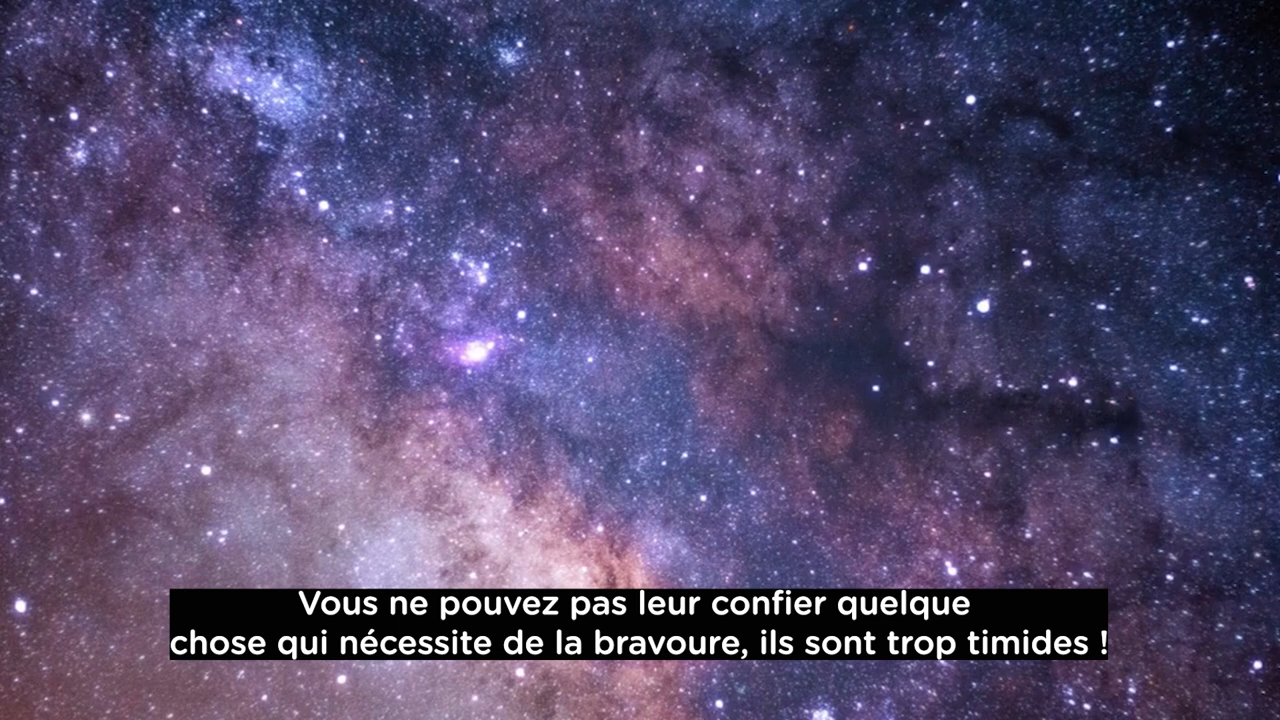 Vous ne pouvez pas leur confier quelque
chose qui nécessite de la bravoure, ils sont trop timides !